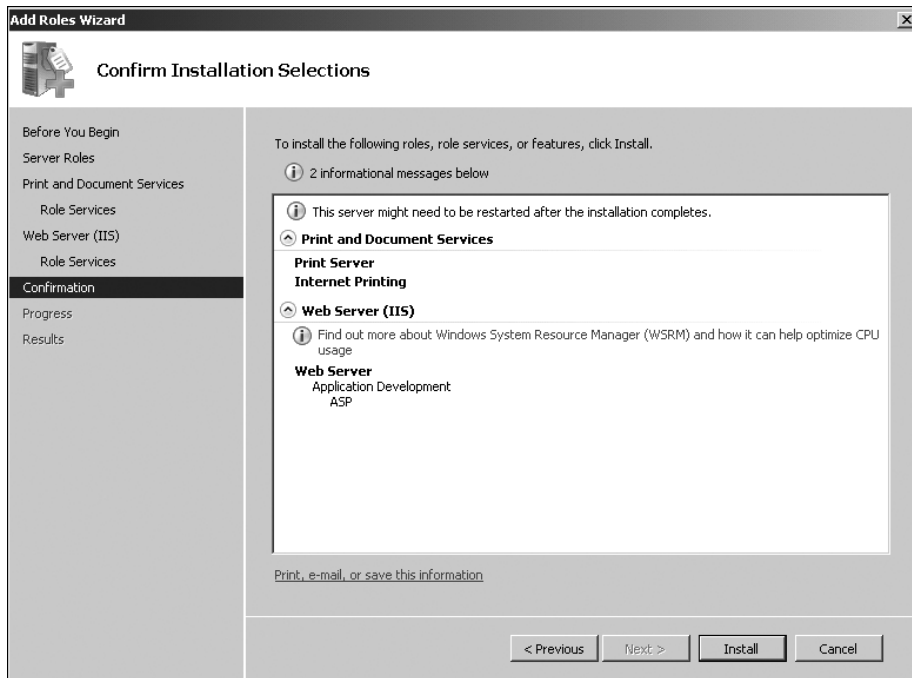 Add Roles Wizard
Confirm Installation Selections
Before You Begin
Server Roles
Print and Document Services
Role Services
Web Server (IIS)
Role Services
Confirmation
Progress
Results
To install the following roles, role services, or features, click Install.
2 informational messages below
This server might need to be restarted after the installation completes.
Print and Document Services
Print Server
Internet Printing
Web Server (IIS)
Find out more about Windows System Resource Manager (WSRM) and how it can help optimize CPU
usage
Web Server
Application Development
ASP
Print, e-mail, or save this information
< Previous
Next >
Install
Cancel